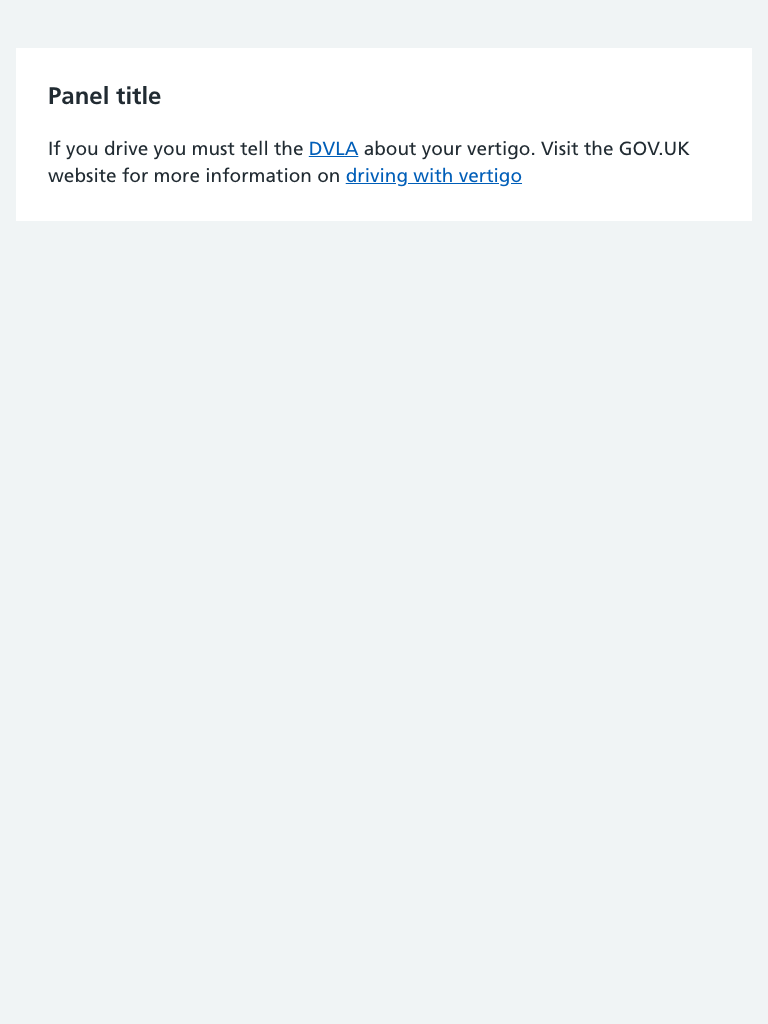 Panel title
If you drive you must tell the DVLA about your vertigo. Visit the GOV.UK
website for more information on driving with vertigo